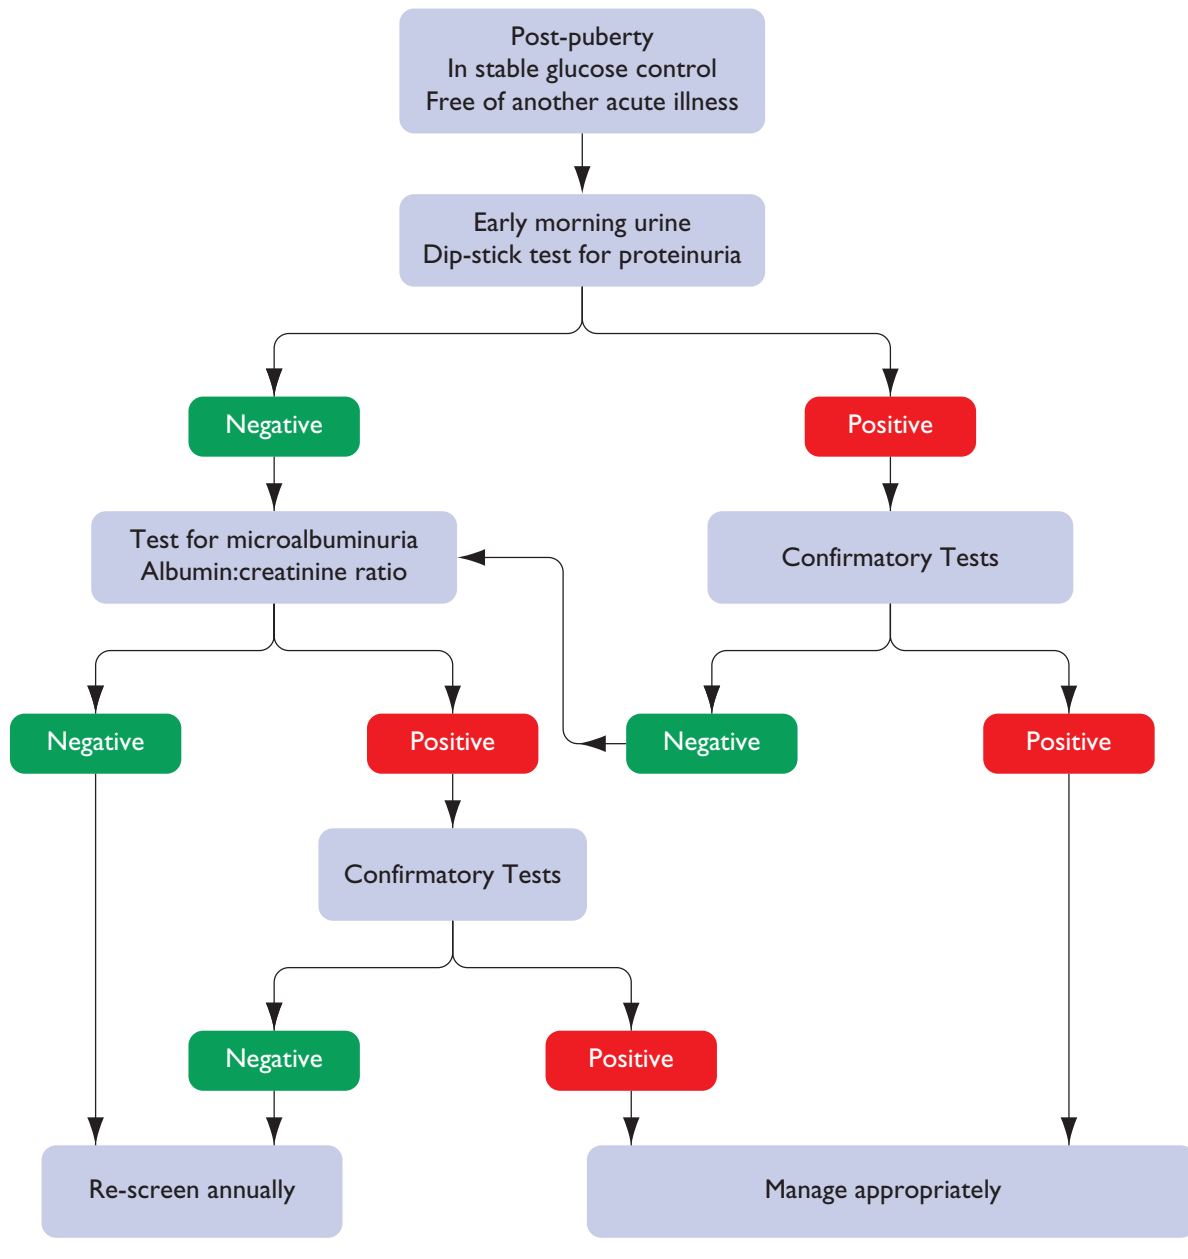 Post-puberty
In stable glucose control
Free of another acute illness
Early morning urine
Dip-stick test for proteinuria
Negative
Positive
Test for microalbuminuria
Albumin:creatinine ratio
Confirmatory Tests
Negative
Positive
Negative
Positive
Confirmatory Tests
Negative
Positive
Re-screen annually
Manage appropriately